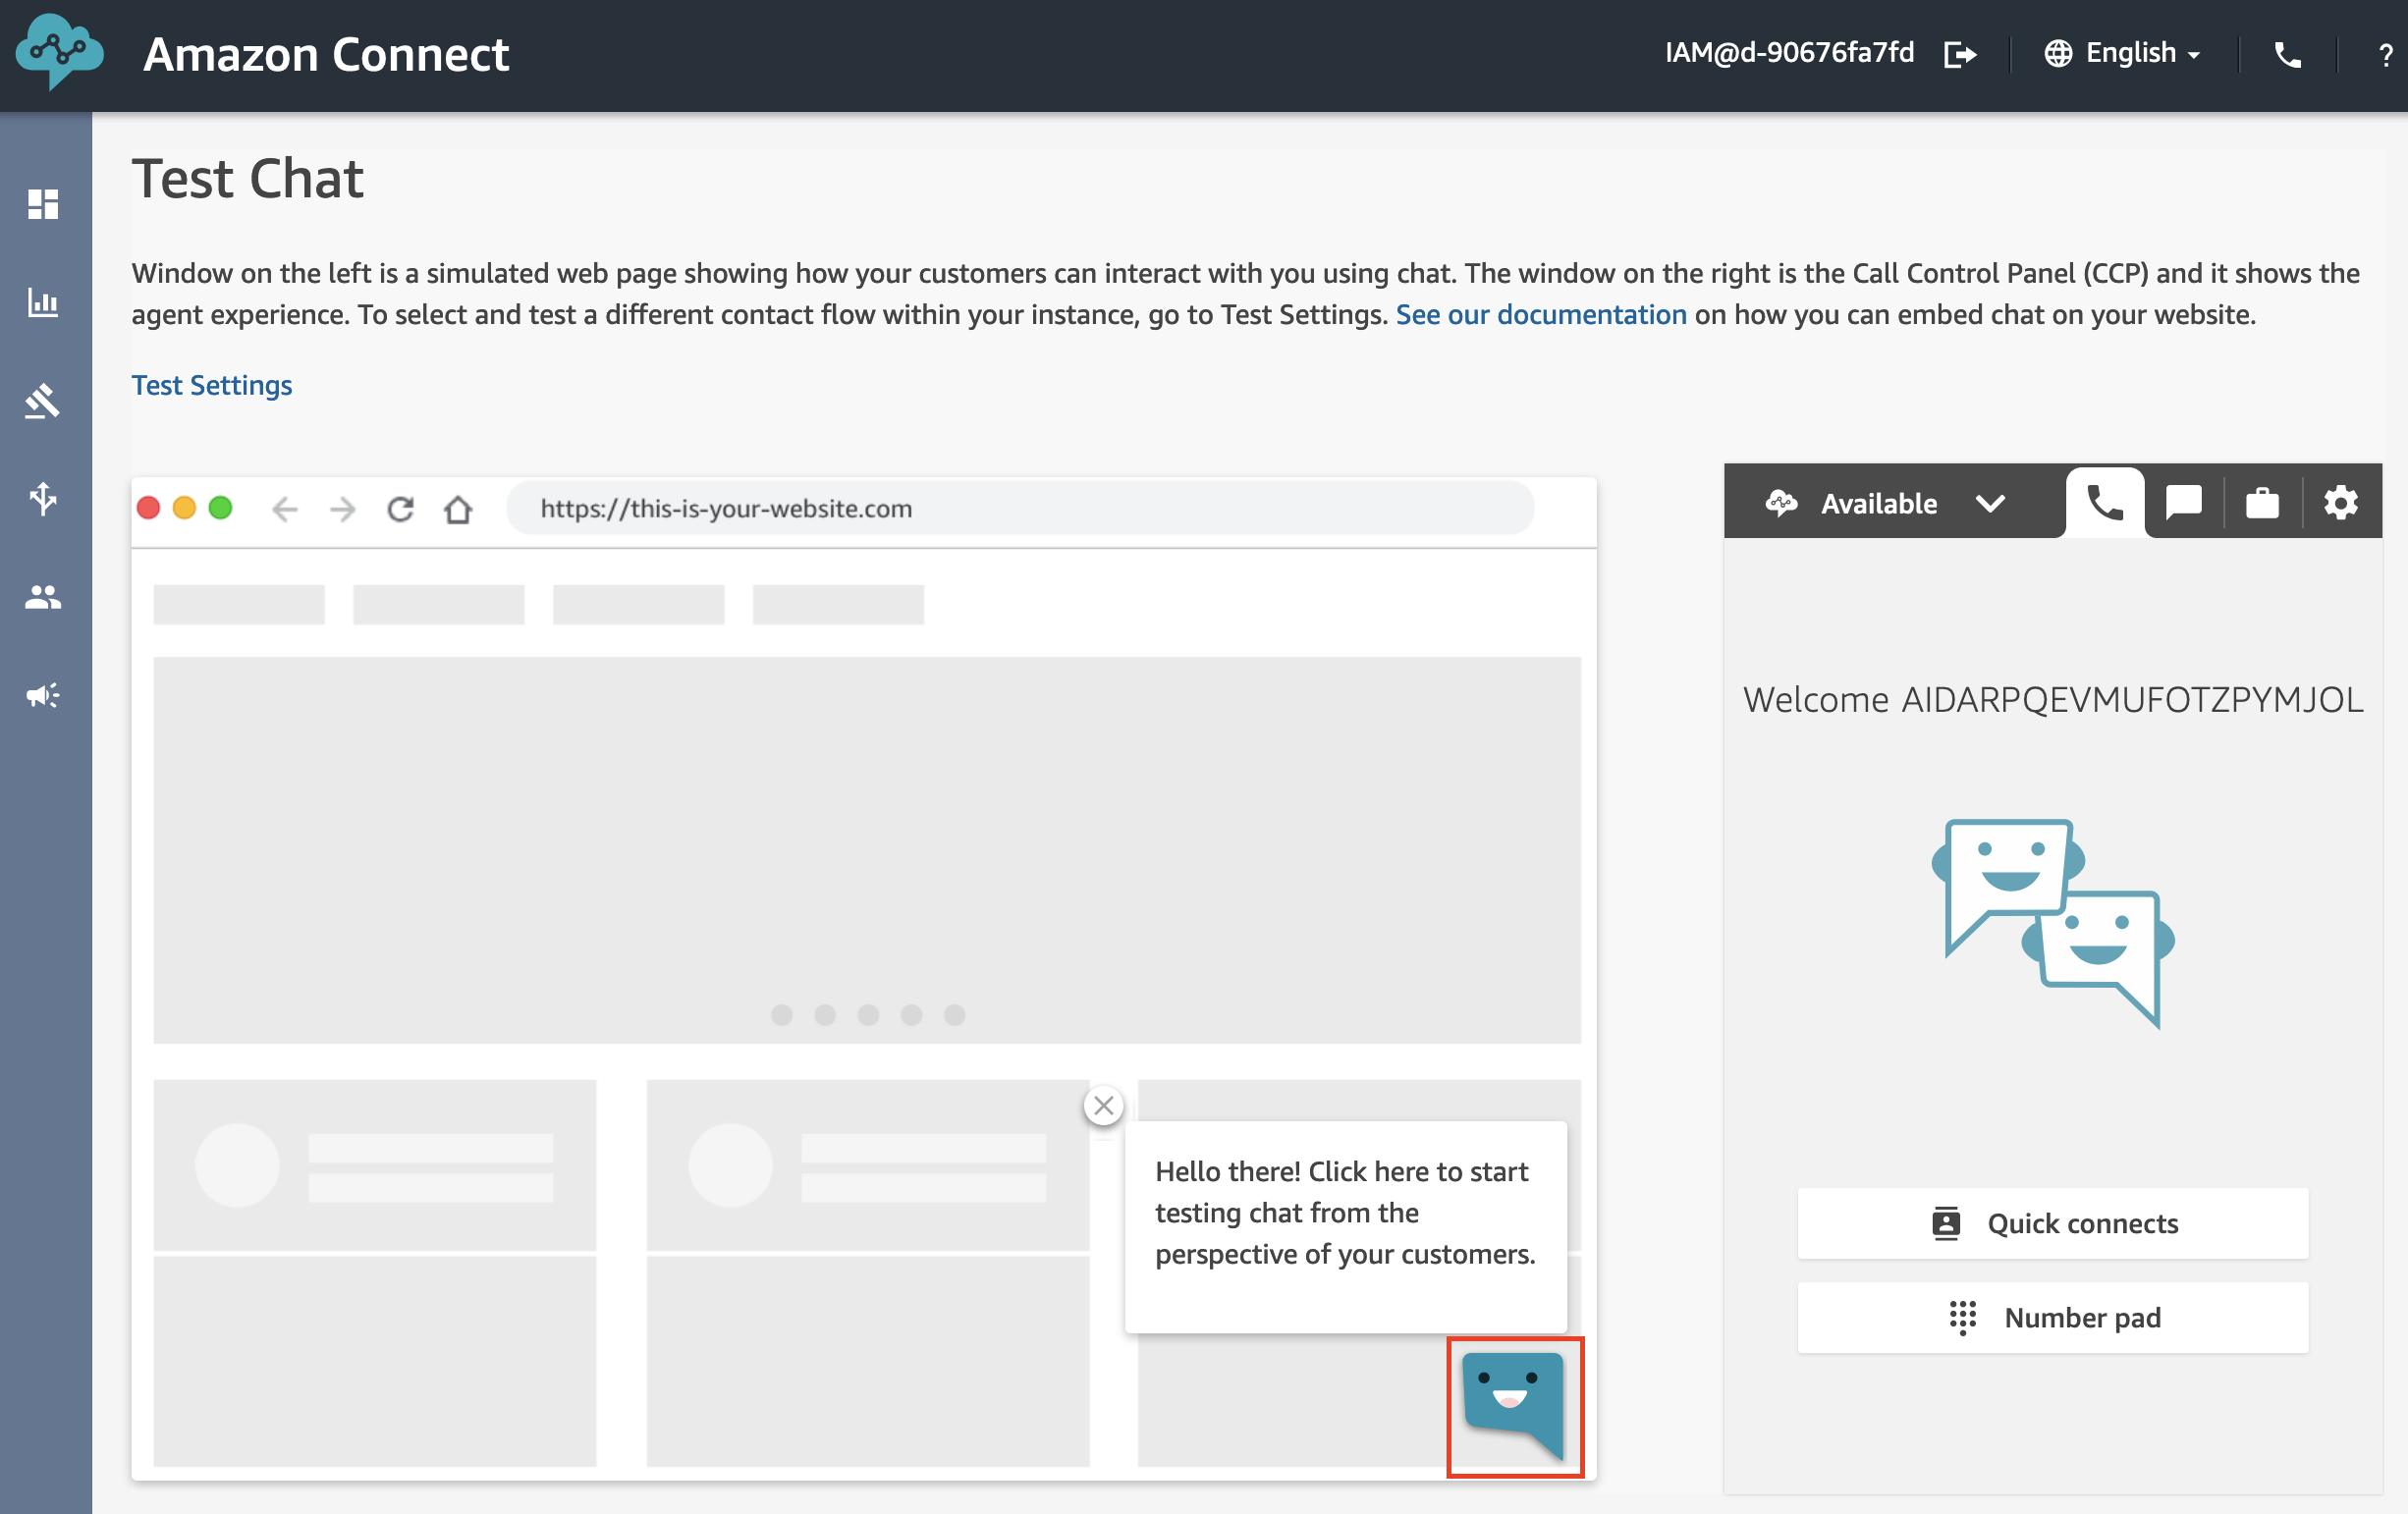 Amazon Connect
IAM@d-90676fa7fd
English
?
Test Chat
Window on the left is a simulated web page showing how your customers can interact with you using chat. The window on the right is the Call Control Panel (CCP) and it shows the
agent experience. To select and test a different contact flow within your instance, go to Test Settings. See our documentation on how you can embed chat on your website.
Test Settings
https://this-is-your-website.com
Hello there! Click here to start
testing chat from the
perspective of your customers.
Available
Welcome AIDARPQEVMUFOTZPYMJOL
Quick connects
Number pad